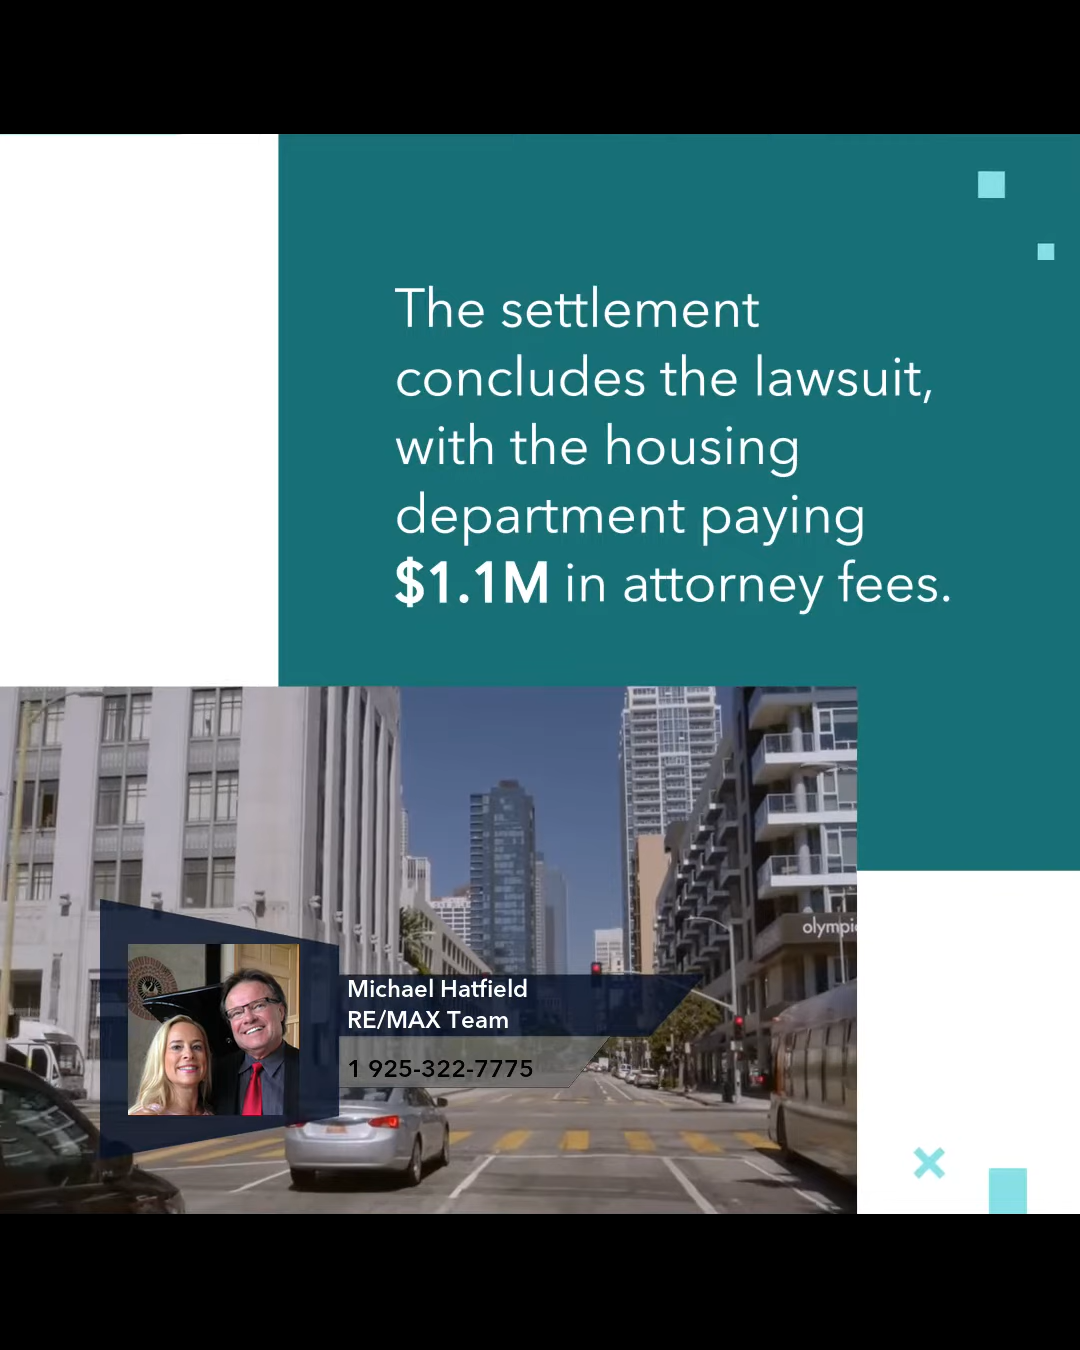 The settlement
concludes the lawsuit,
with the housing
department paying
$1.1M in attorney fees.
olympic
Michael Hatfield
RE/MAX Team
1 925-322-7775